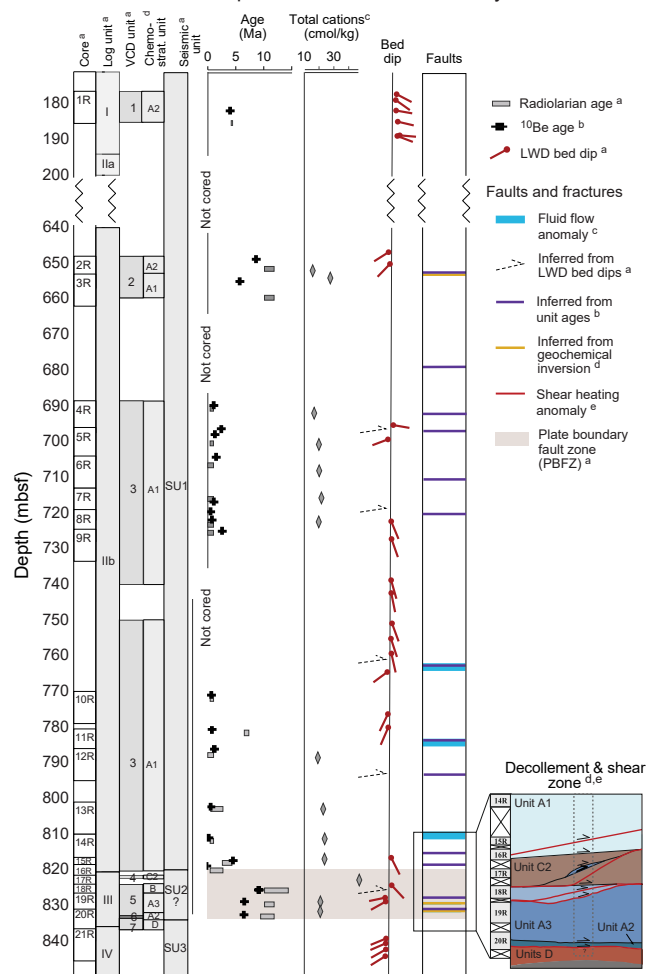 Core a
Log unit a
VCD unit a
Chemo- d
strat. unit
Seismic a
unit
Age
(Ma)
0 5 10 15
Total cations c
(cmol/kg)
10 30
Bed
dip
Faults
Depth (mbsf)
180
190
200
640
650
660
670
680
690
700
710
720
730
740
750
760
770
780
790
800
810
820
830
840
1R
2R
3R
4R
5R
6R
7R
8R
9R
10R
11R
12R
13R
14R
15R
16R
17R
18R
19R
20R
21R
I
IIa
IIb
III
IV
1
2
3
3
4
5
6
7
A2
A2
A1
A1
A1
C2
B
A3
A2
D
SU1
SU2
?
SU3
Not cored
Not cored
Not cored
Radiolarian age a
10Be age b
LWD bed dip a
Faults and fractures
Fluid flow
anomaly c
Inferred from
LWD bed dips a
Inferred from
unit ages b
Inferred from
geochemical
inversion d
Shear heating
anomaly e
Plate boundary
fault zone
(PBFZ) a
Decollement & shear
zone d,e
14R
15R
16R
17R
18R
19R
20R
Unit A1
Unit C2
Unit A3
Unit A2
Units D